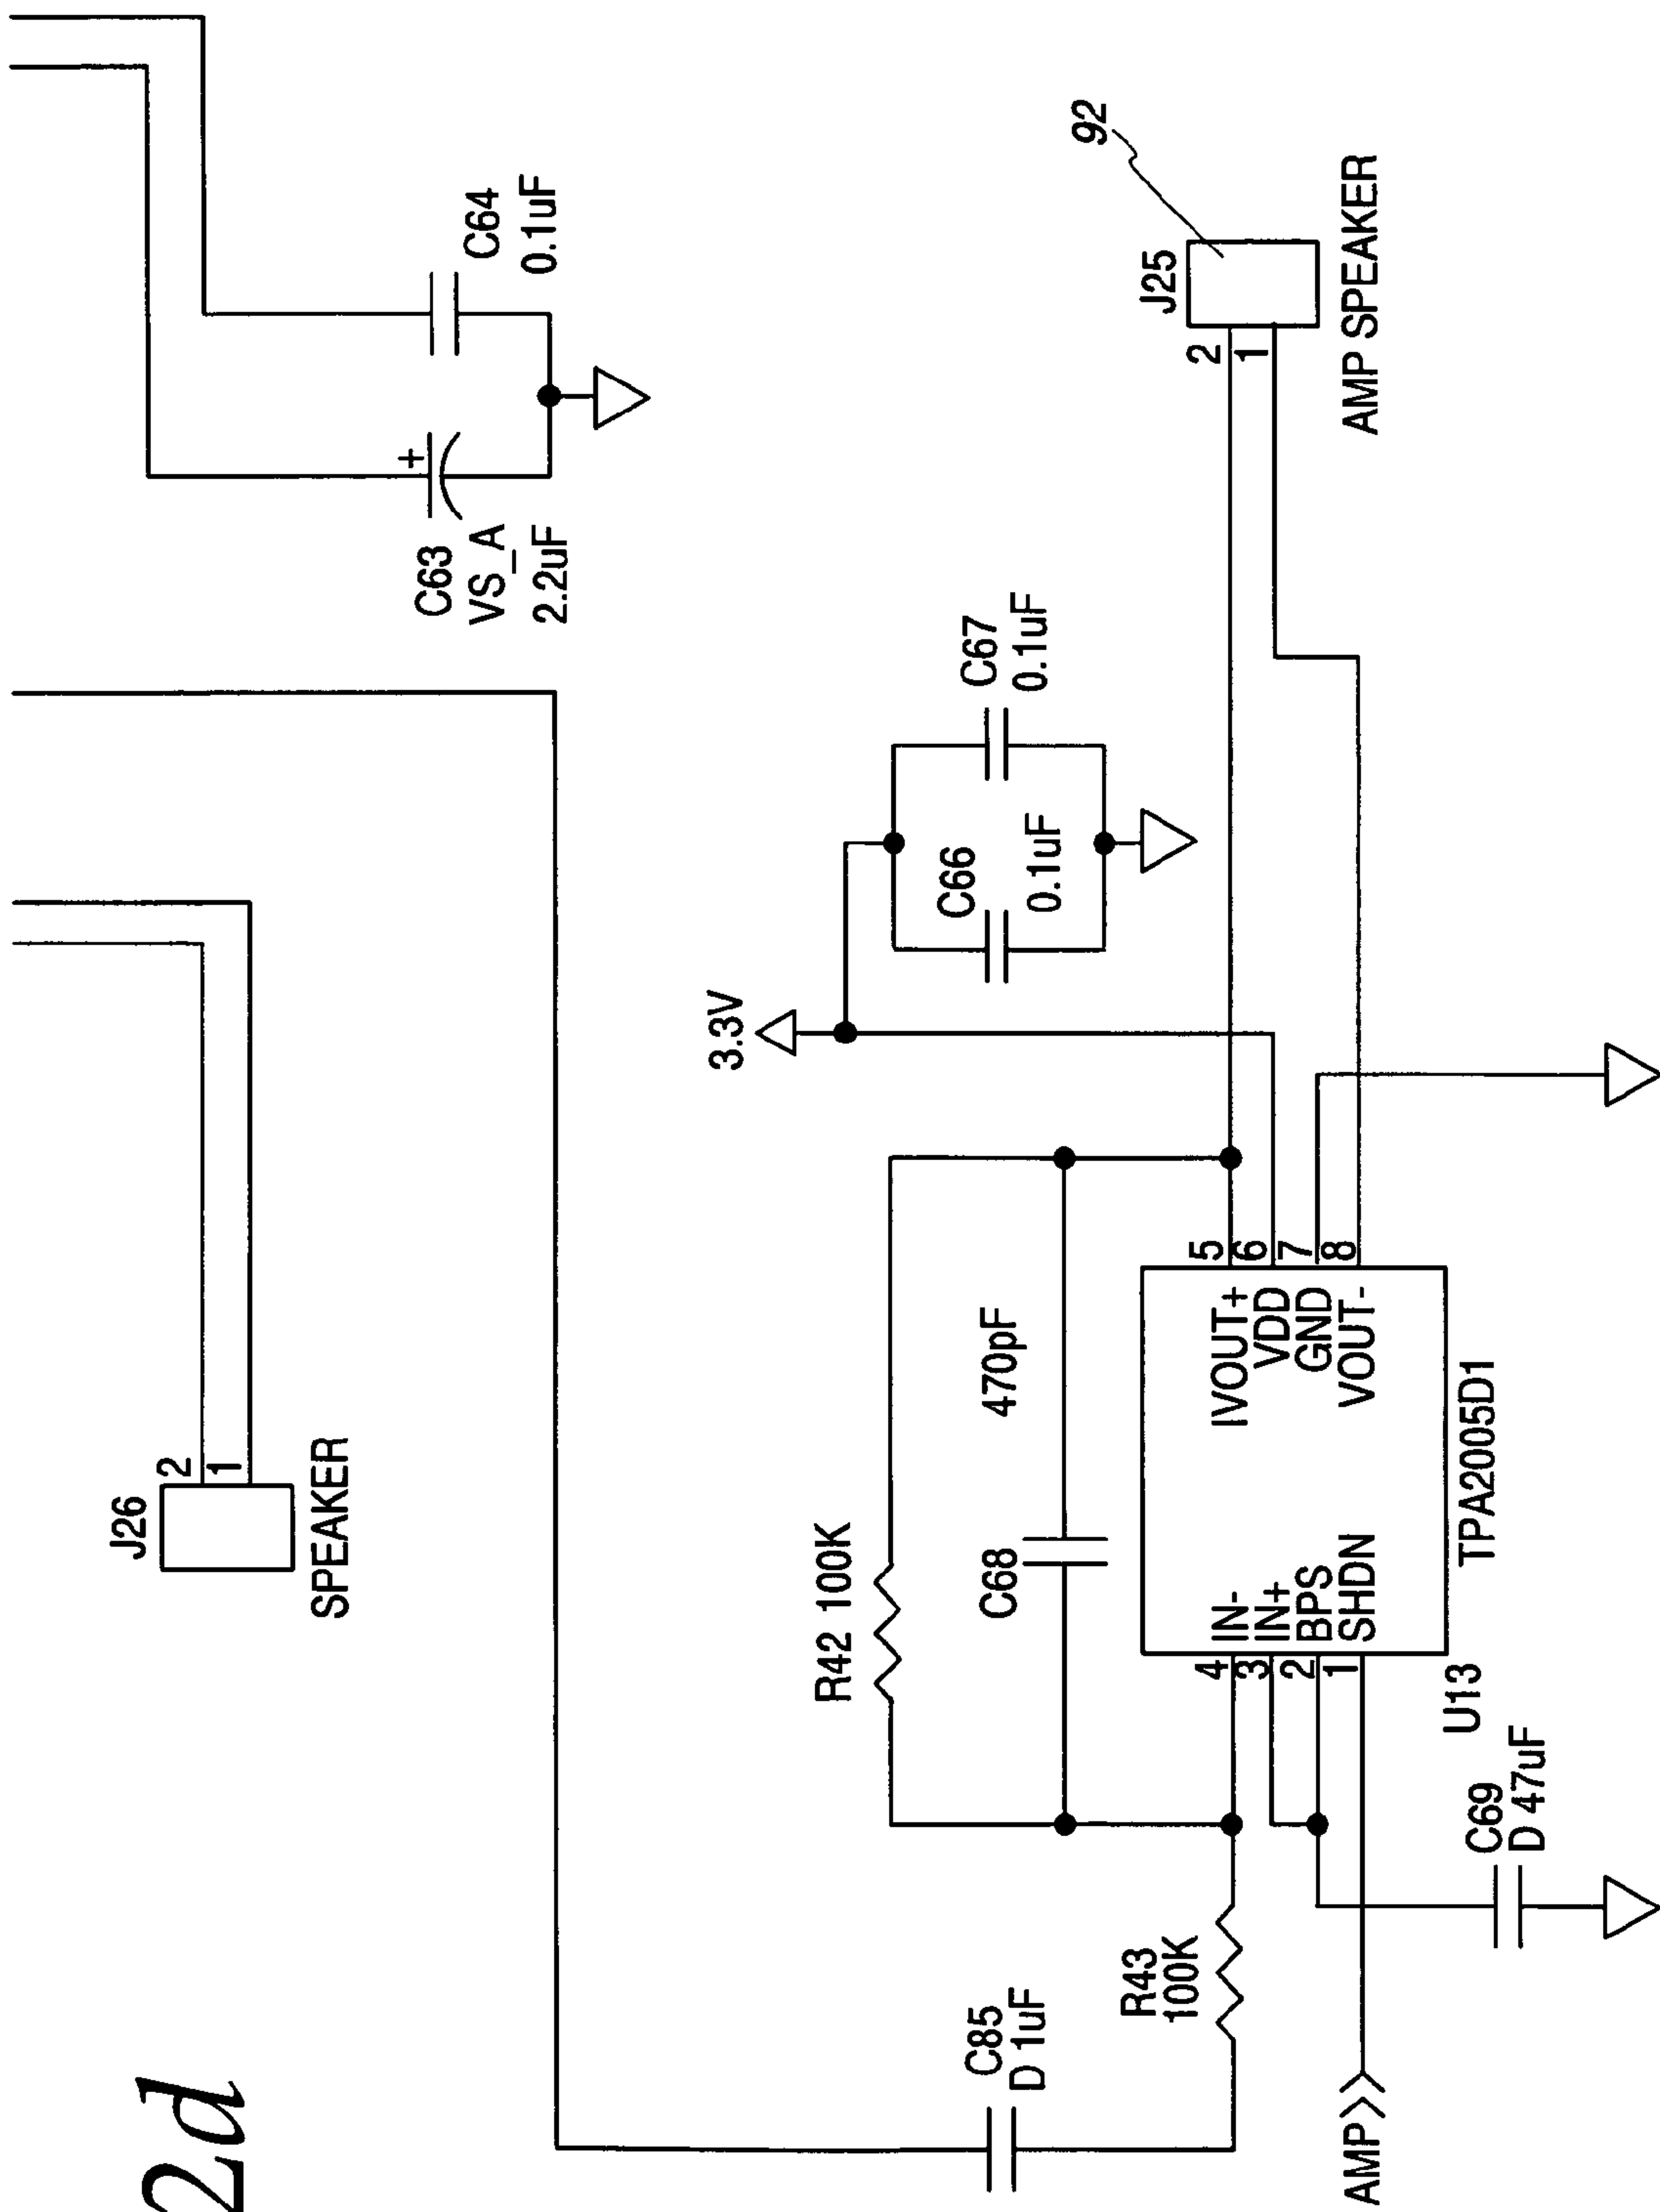 2d
J26
2
1
SPEAKER
C63
VS_A
2.2uF
+
C64
0.1uF
3.3V
C66
0.1uF
C67
0.1uF
R42 100K
C68
470pF
C85
D 1uF
R43
100K
4
3
2
1
IN-
IN+
BPS
SHDN
IVOUT+
VDD
GND
VOUT-
5
6
7
8
U13
TPA2005D1
C69
D 47uF
AMP>>
J25
2
1
92
AMP SPEAKER